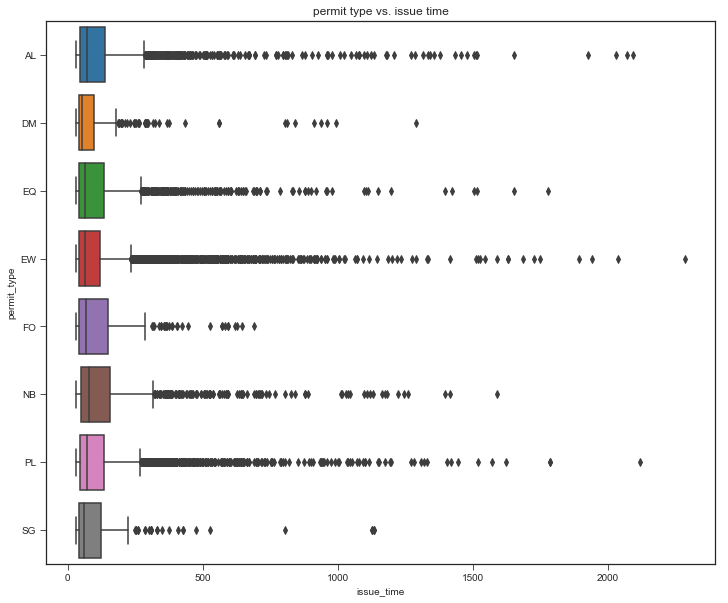 permit type vs. issue time
permit_type
AL
DM
EQ
EW
FO
NB
PL
SG
0 500 1000 1500 2000
issue_time